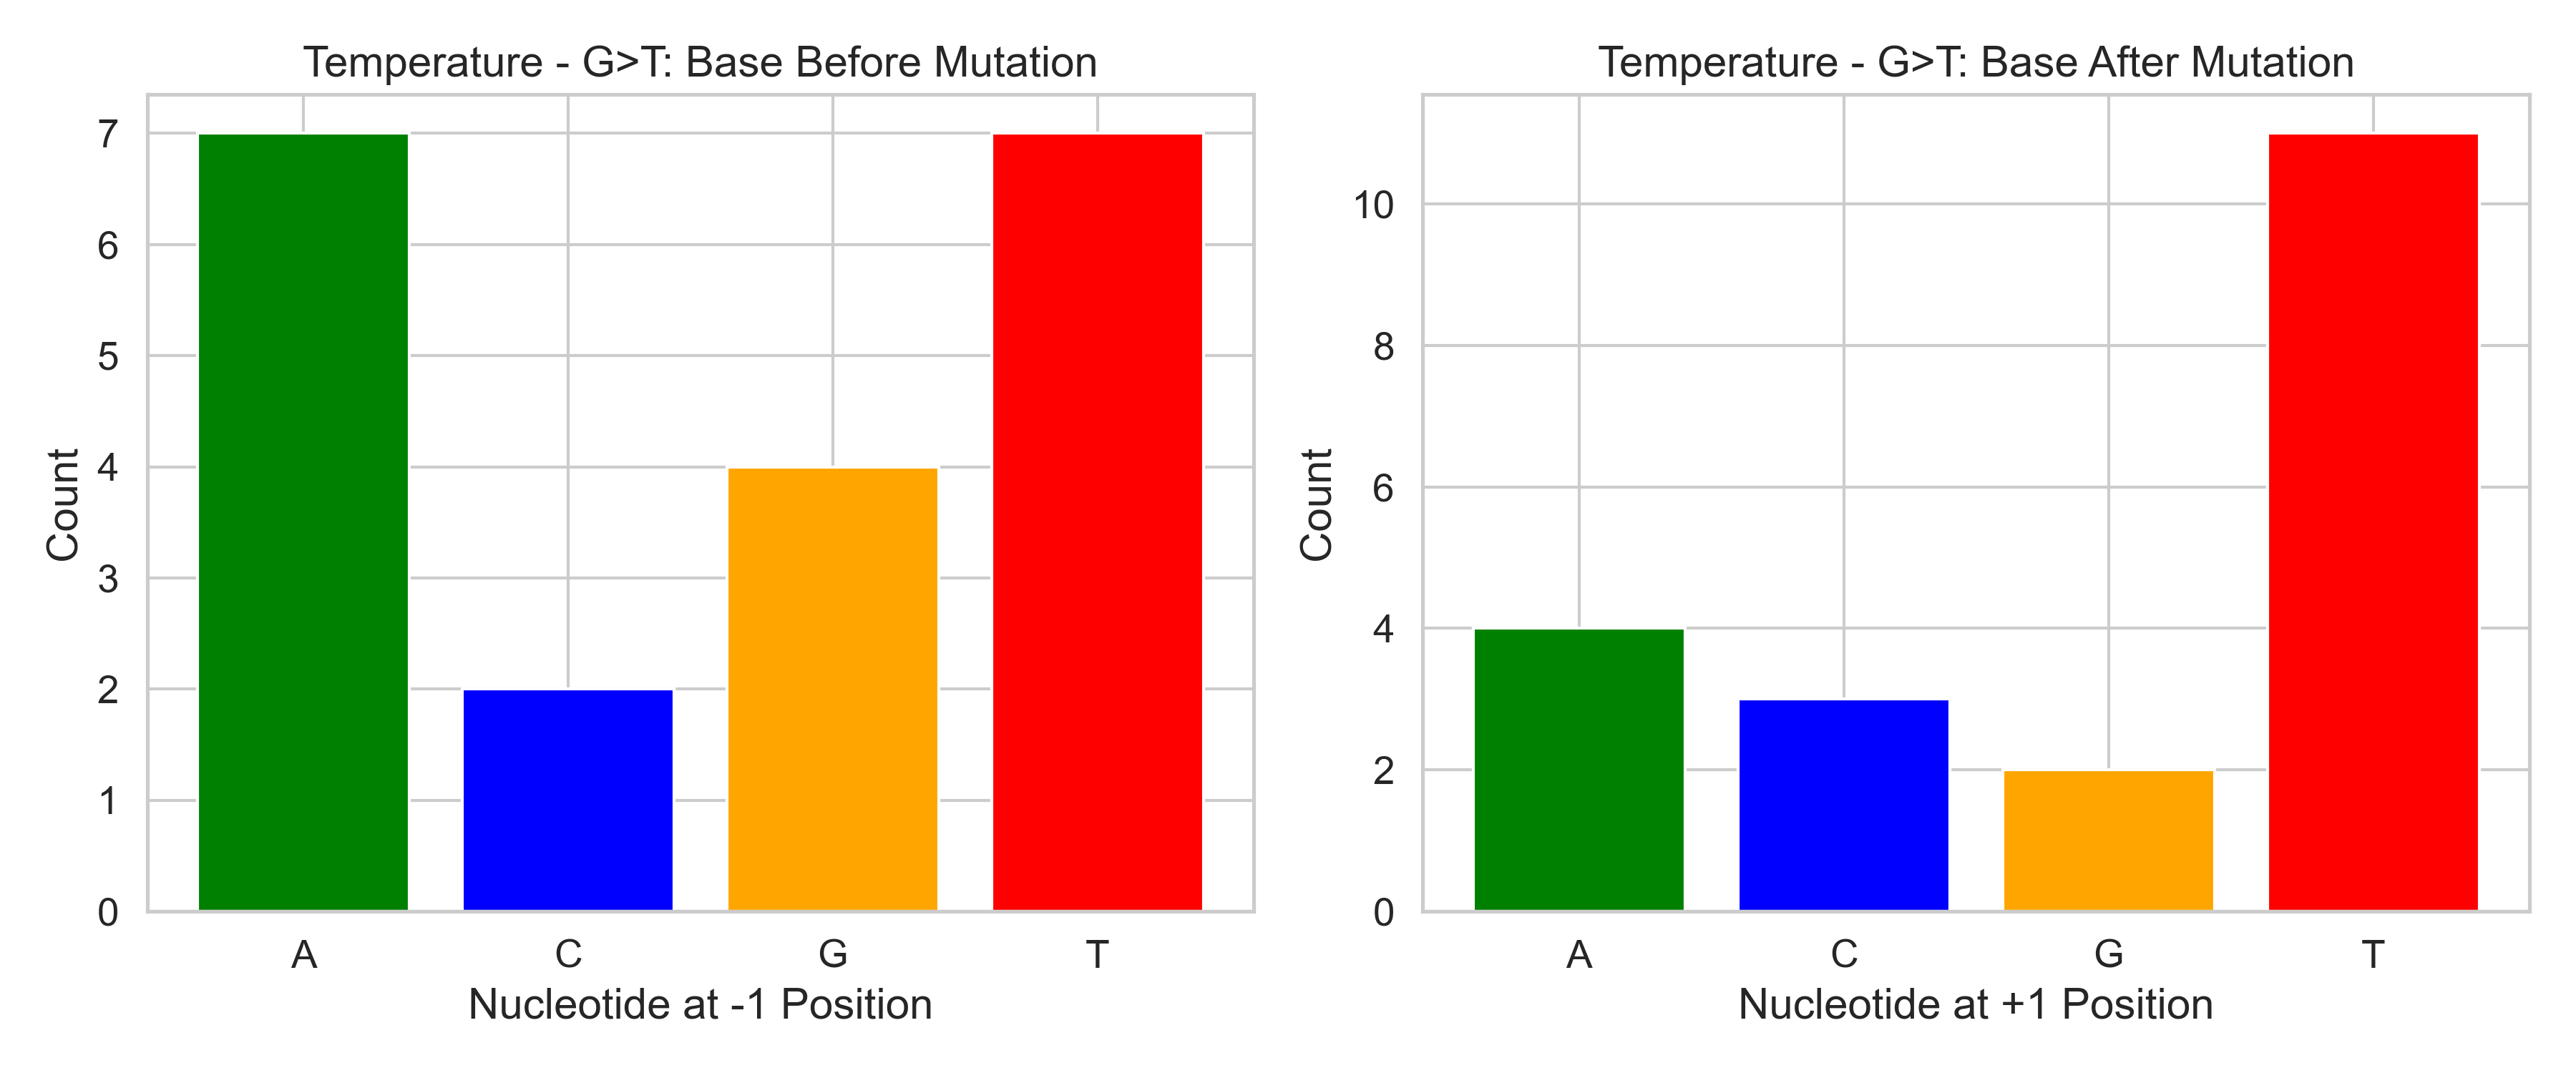 Temperature - G>T: Base Before Mutation
Count
7
6
5
4
3
2
1
0
A C G T
Nucleotide at -1 Position
Temperature - G>T: Base After Mutation
Count
10
8
6
4
2
0
A C G T
Nucleotide at +1 Position